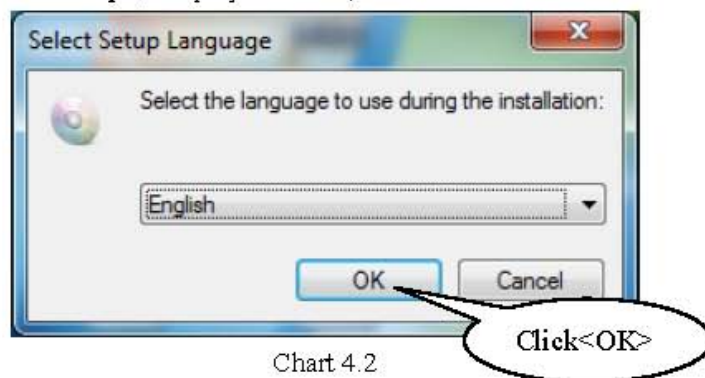 Select Setup Language
Select the language to use during the installation:
English
OK
Cancel
Click<OK>
Chart 4.2